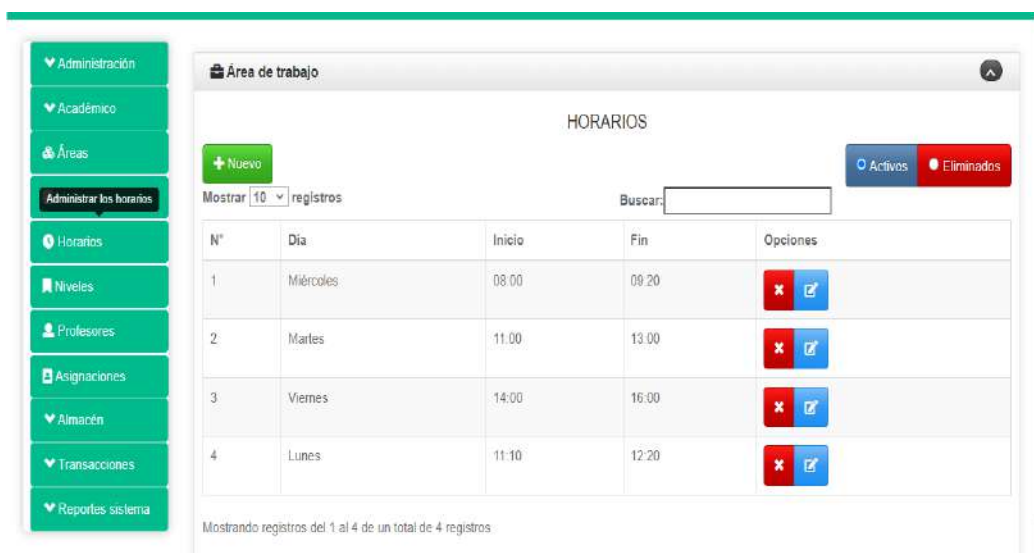 Administración
Académico
Áreas
Administrar los horarios
Horarios
Niveles
Profesores
Asignaciones
Almacén
Transacciones
Reportes sistema
Área de trabajo
HORARIOS
+ Nuevo
Activos Eliminados
Mostrar 10 registros Buscar:
N° Día Inicio Fin Opciones
1 Miércoles 08:00 09:20
2 Martes 11:00 13:00
3 Viernes 14:00 16:00
4 Lunes 11:10 12:20
Mostrando registros del 1 al 4 de un total de 4 registros